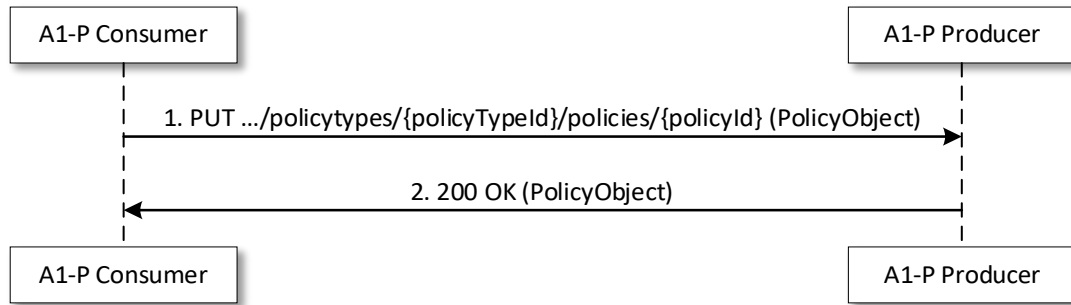 A1-P Consumer
A1-P Producer
1. PUT .../policytypes/{policyTypeId}/policies/{policyId} (PolicyObject)
2. 200 OK (PolicyObject)
A1-P Consumer
A1-P Producer